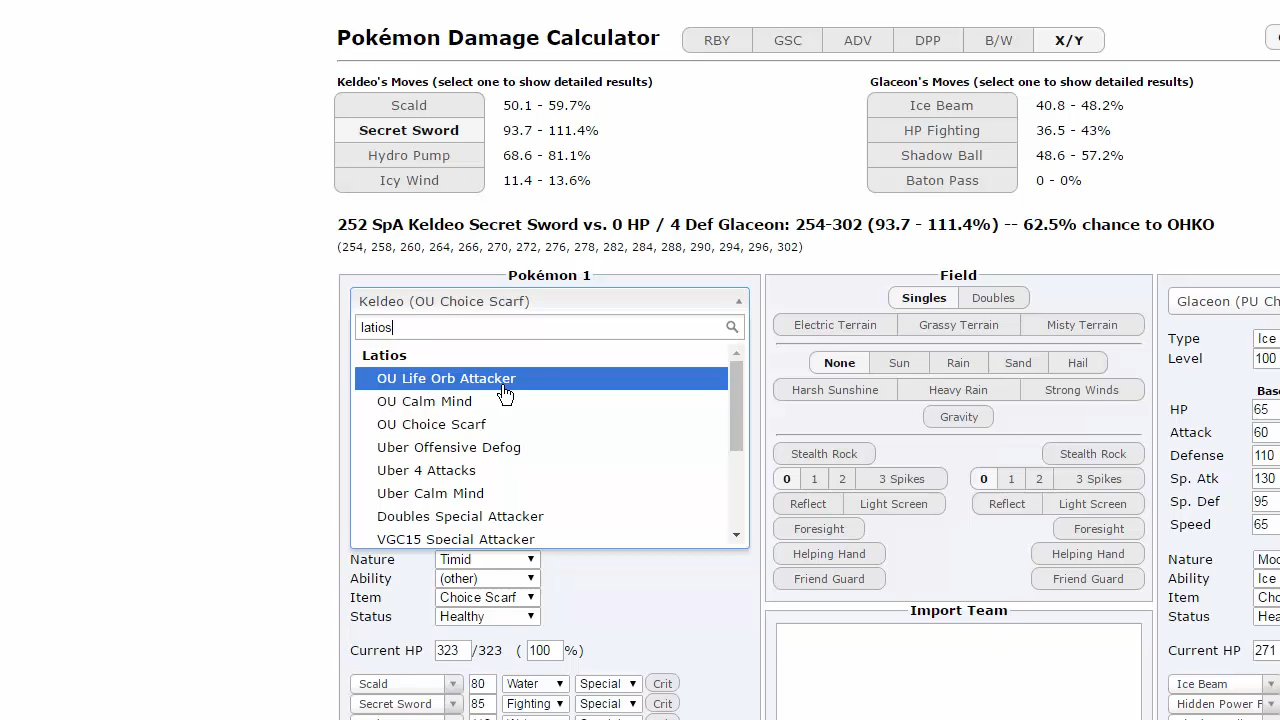 Pokémon Damage Calculator RBY GSC ADV DPP B/W X/Y
Keldeo's Moves (select one to show detailed results) Glaceon's Moves (select one to show detailed results)
Scald 50.1 - 59.7% Ice Beam 40.8 - 48.2%
Secret Sword 93.7 - 111.4% HP Fighting 36.5 - 43%
Hydro Pump 68.6 - 81.1% Shadow Ball 48.6 - 57.2%
Icy Wind 11.4 - 13.6% Baton Pass 0 - 0%
252 SpA Keldeo Secret Sword vs. 0 HP / 4 Def Glaceon: 254-302 (93.7 - 111.4%) -- 62.5% chance to OHKO
(254, 258, 260, 264, 266, 270, 272, 276, 278, 282, 284, 288, 290, 294, 296, 302)
Pokémon 1
Keldeo (OU Choice Scarf)
latios
Latios
OU Life Orb Attacker
OU Calm Mind
OU Choice Scarf
Uber Offensive Defog
Uber 4 Attacks
Uber Calm Mind
Doubles Special Attacker
VGC15 Special Attacker
Nature Timid
Ability (other)
Item Choice Scarf
Status Healthy
Current HP 323 /323 ( 100 %)
Scald 80 Water Special Crit
Secret Sword 85 Fighting Special Crit
Field
Singles Doubles
Electric Terrain Grassy Terrain Misty Terrain
None Sun Rain Sand Hail
Harsh Sunshine Heavy Rain Strong Winds
Gravity
Stealth Rock Stealth Rock
0 1 2 3 Spikes 0 1 2 3 Spikes
Reflect Light Screen Reflect Light Screen
Foresight Foresight
Helping Hand Helping Hand
Friend Guard Friend Guard
Import Team
Glaceon (PU Ch
Type Ice
Level 100
Base
HP 65
Attack 60
Defense 110
Sp. Atk 130
Sp. Def 95
Speed 65
Nature Mod
Ability Ice
Item Cho
Status Hea
Current HP 271
Ice Beam
Hidden Power F